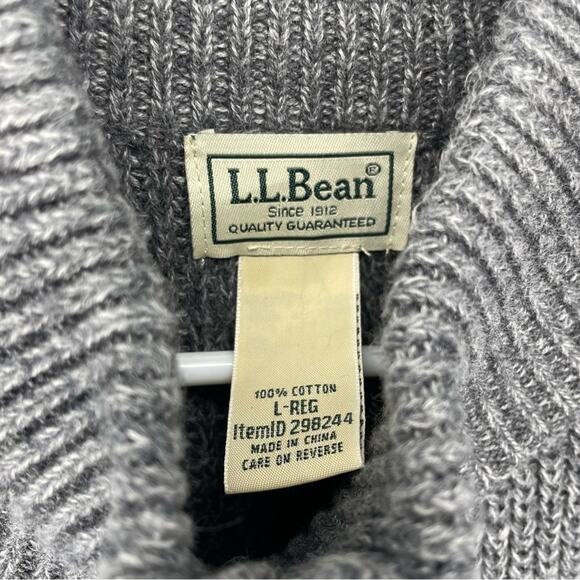 L.L.Bean®
Since 1912
QUALITY GUARANTEED
100% COTTON
L-REG
ItemID 298244
MADE IN CHINA
CARE ON REVERSE